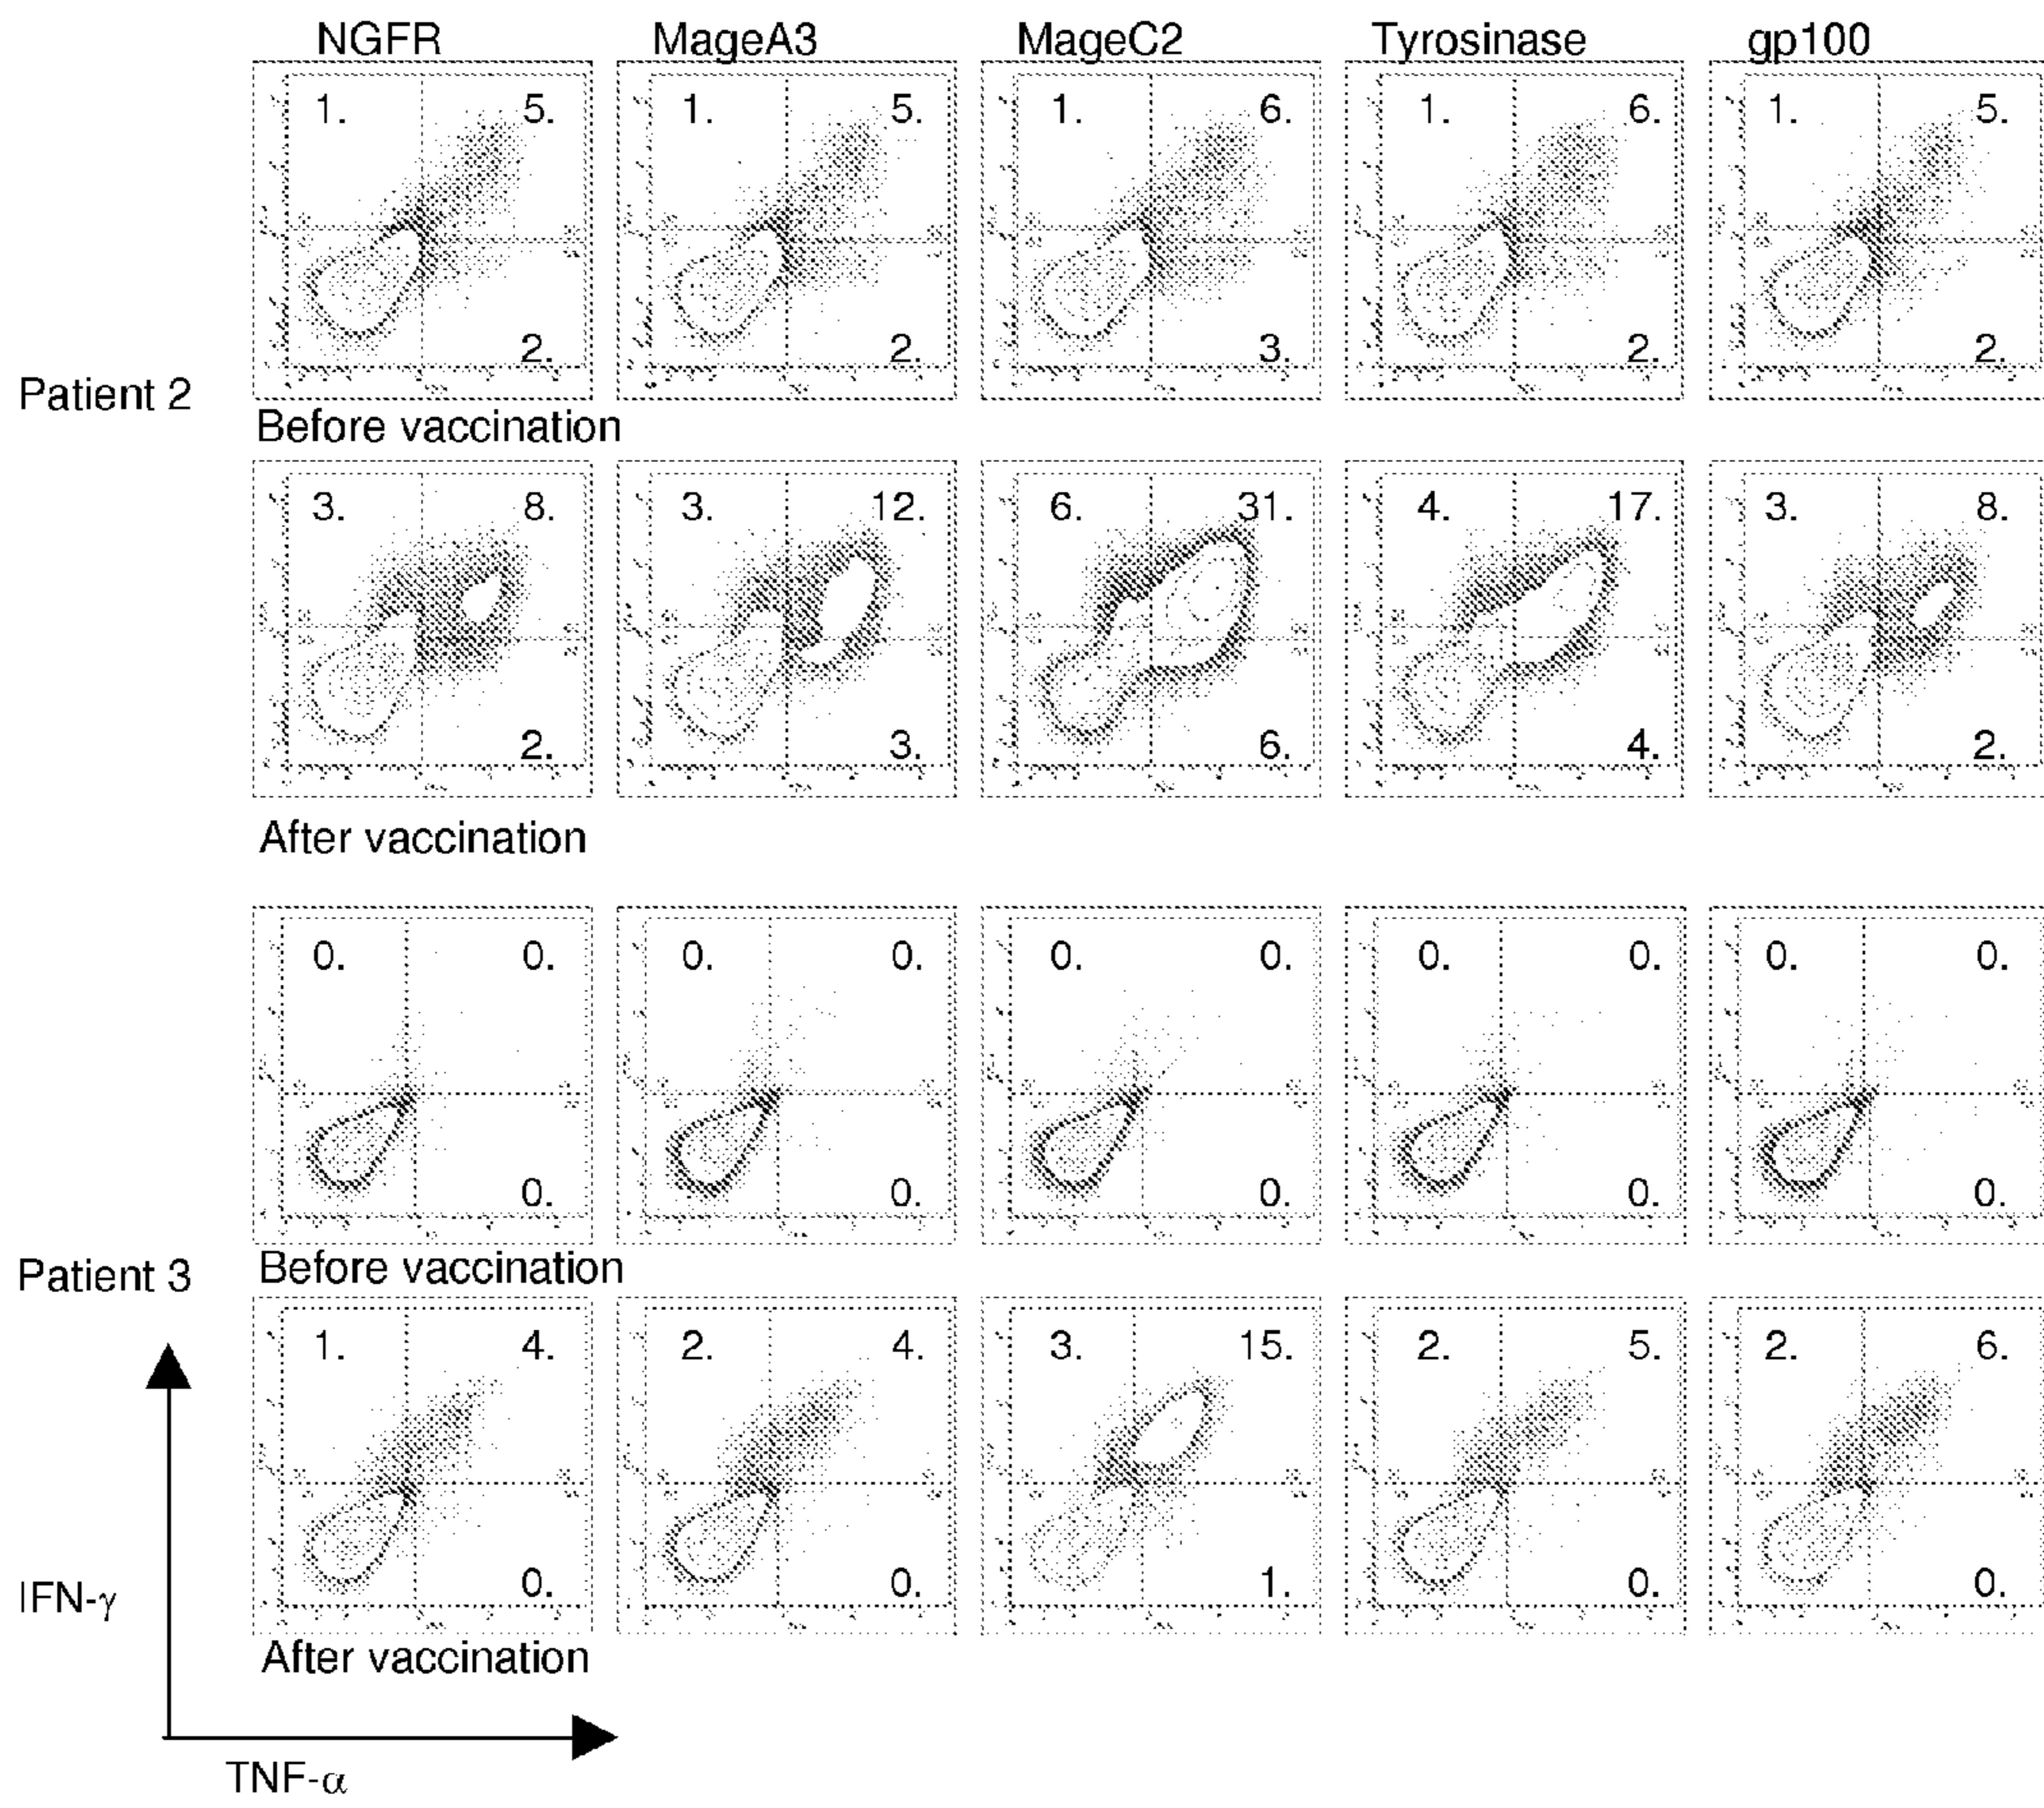 NGFR MageA3 MageC2 Tyrosinase gp100
1. 5. 1. 5. 1. 6. 1. 6. 1. 5.
2. 2. 3. 2. 2.
Patient 2
Before vaccination
3. 8. 3. 12. 6. 31. 4. 17. 3. 8.
2. 3. 6. 4. 2.
After vaccination
0. 0. 0. 0. 0. 0. 0. 0. 0. 0.
0. 0. 0. 0. 0.
Patient 3
Before vaccination
1. 4. 2. 4. 3. 15. 2. 5. 2. 6.
0. 0. 1. 0. 0.
IFN-γ
After vaccination
TNF-α